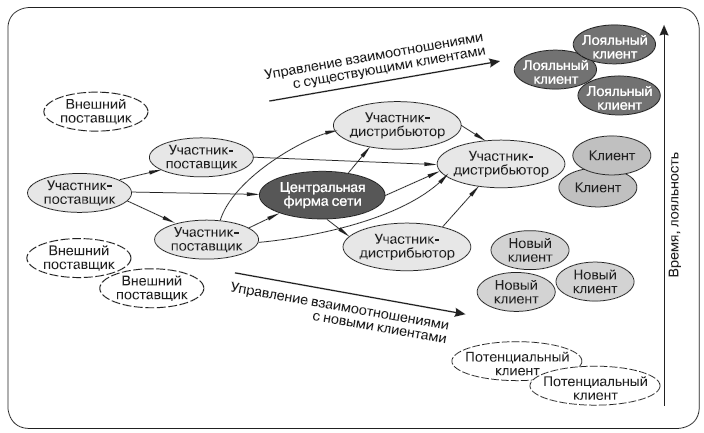 Управление взаимоотношениями
с существующими клиентами
Лояльный
клиент
Лояльный
клиент
Лояльный
клиент
Внешний
поставщик
Участник-
дистрибьютор
Участник-
поставщик
Участник-
дистрибьютор
Клиент
Клиент
Участник-
поставщик
Центральная
фирма сети
Участник-
поставщик
Участник-
дистрибьютор
Внешний
поставщик
Внешний
поставщик
Новый
клиент
Новый
клиент
Новый
клиент
Управление взаимоотношениями
с новыми клиентами
Потенциальный
клиент
Потенциальный
клиент
Время, лояльность